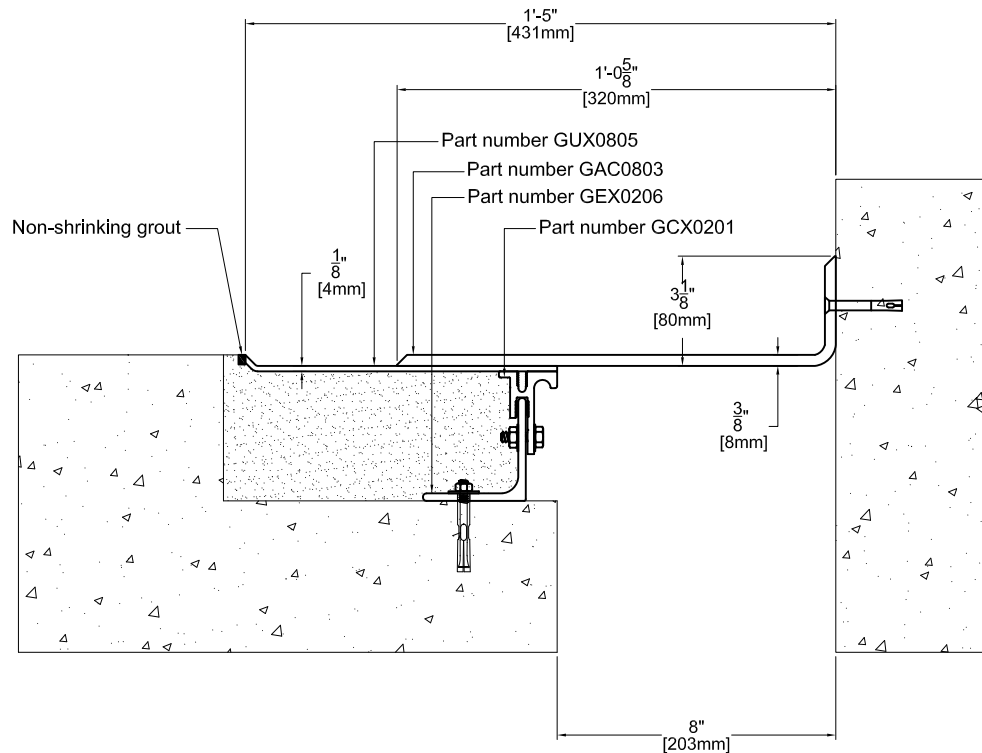 1'-5"
[431mm]
1'-0 5/8"
[320mm]
Part number GUX0805
Part number GAC0803
Part number GEX0206
Part number GCX0201
Non-shrinking grout
1/8"
[4mm]
3 1/8"
[80mm]
3/8"
[8mm]
8"
[203mm]